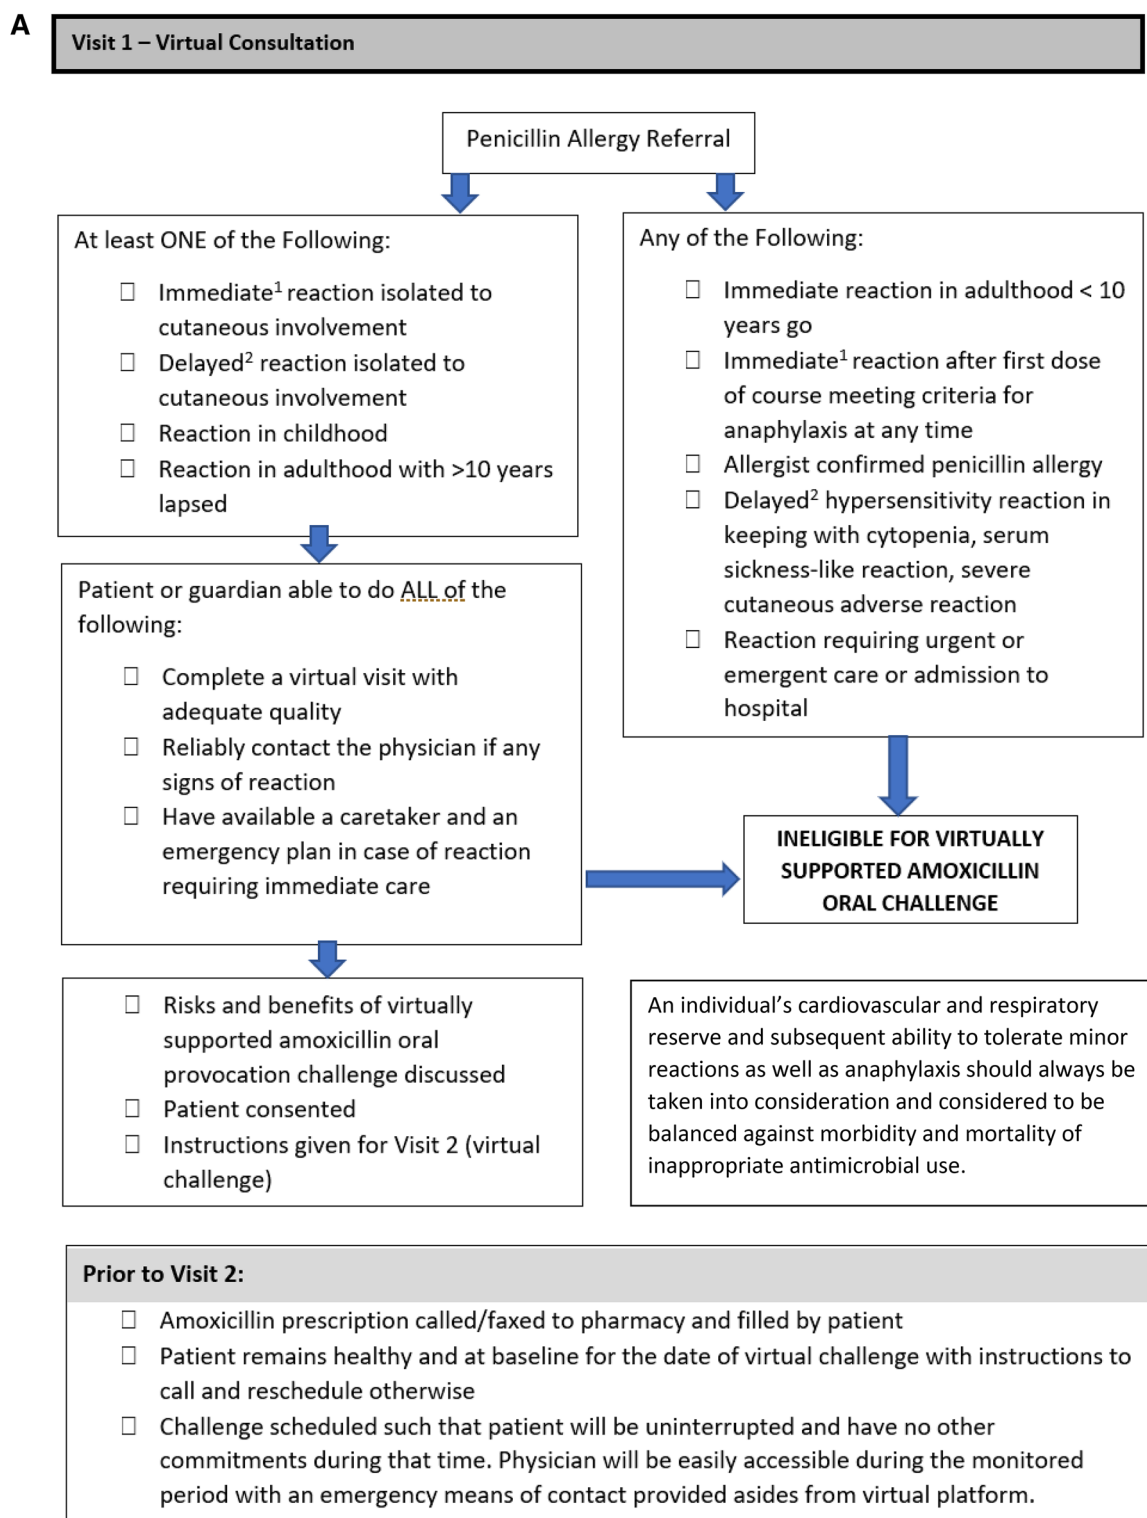 A
Visit 1 – Virtual Consultation
Penicillin Allergy Referral
At least ONE of the Following:
☐ Immediate¹ reaction isolated to
cutaneous involvement
☐ Delayed² reaction isolated to
cutaneous involvement
☐ Reaction in childhood
☐ Reaction in adulthood with >10 years
lapsed
Any of the Following:
☐ Immediate reaction in adulthood < 10
years go
☐ Immediate¹ reaction after first dose
of course meeting criteria for
anaphylaxis at any time
☐ Allergist confirmed penicillin allergy
☐ Delayed² hypersensitivity reaction in
keeping with cytopenia, serum
sickness-like reaction, severe
cutaneous adverse reaction
☐ Reaction requiring urgent or
emergent care or admission to
hospital
Patient or guardian able to do ALL of the
following:
☐ Complete a virtual visit with
adequate quality
☐ Reliably contact the physician if any
signs of reaction
☐ Have available a caretaker and an
emergency plan in case of reaction
requiring immediate care
INELIGIBLE FOR VIRTUALLY
SUPPORTED AMOXICILLIN
ORAL CHALLENGE
☐ Risks and benefits of virtually
supported amoxicillin oral
provocation challenge discussed
☐ Patient consented
☐ Instructions given for Visit 2 (virtual
challenge)
An individual’s cardiovascular and respiratory
reserve and subsequent ability to tolerate minor
reactions as well as anaphylaxis should always be
taken into consideration and considered to be
balanced against morbidity and mortality of
inappropriate antimicrobial use.
Prior to Visit 2:
☐ Amoxicillin prescription called/faxed to pharmacy and filled by patient
☐ Patient remains healthy and at baseline for the date of virtual challenge with instructions to
call and reschedule otherwise
☐ Challenge scheduled such that patient will be uninterrupted and have no other
commitments during that time. Physician will be easily accessible during the monitored
period with an emergency means of contact provided asides from virtual platform.